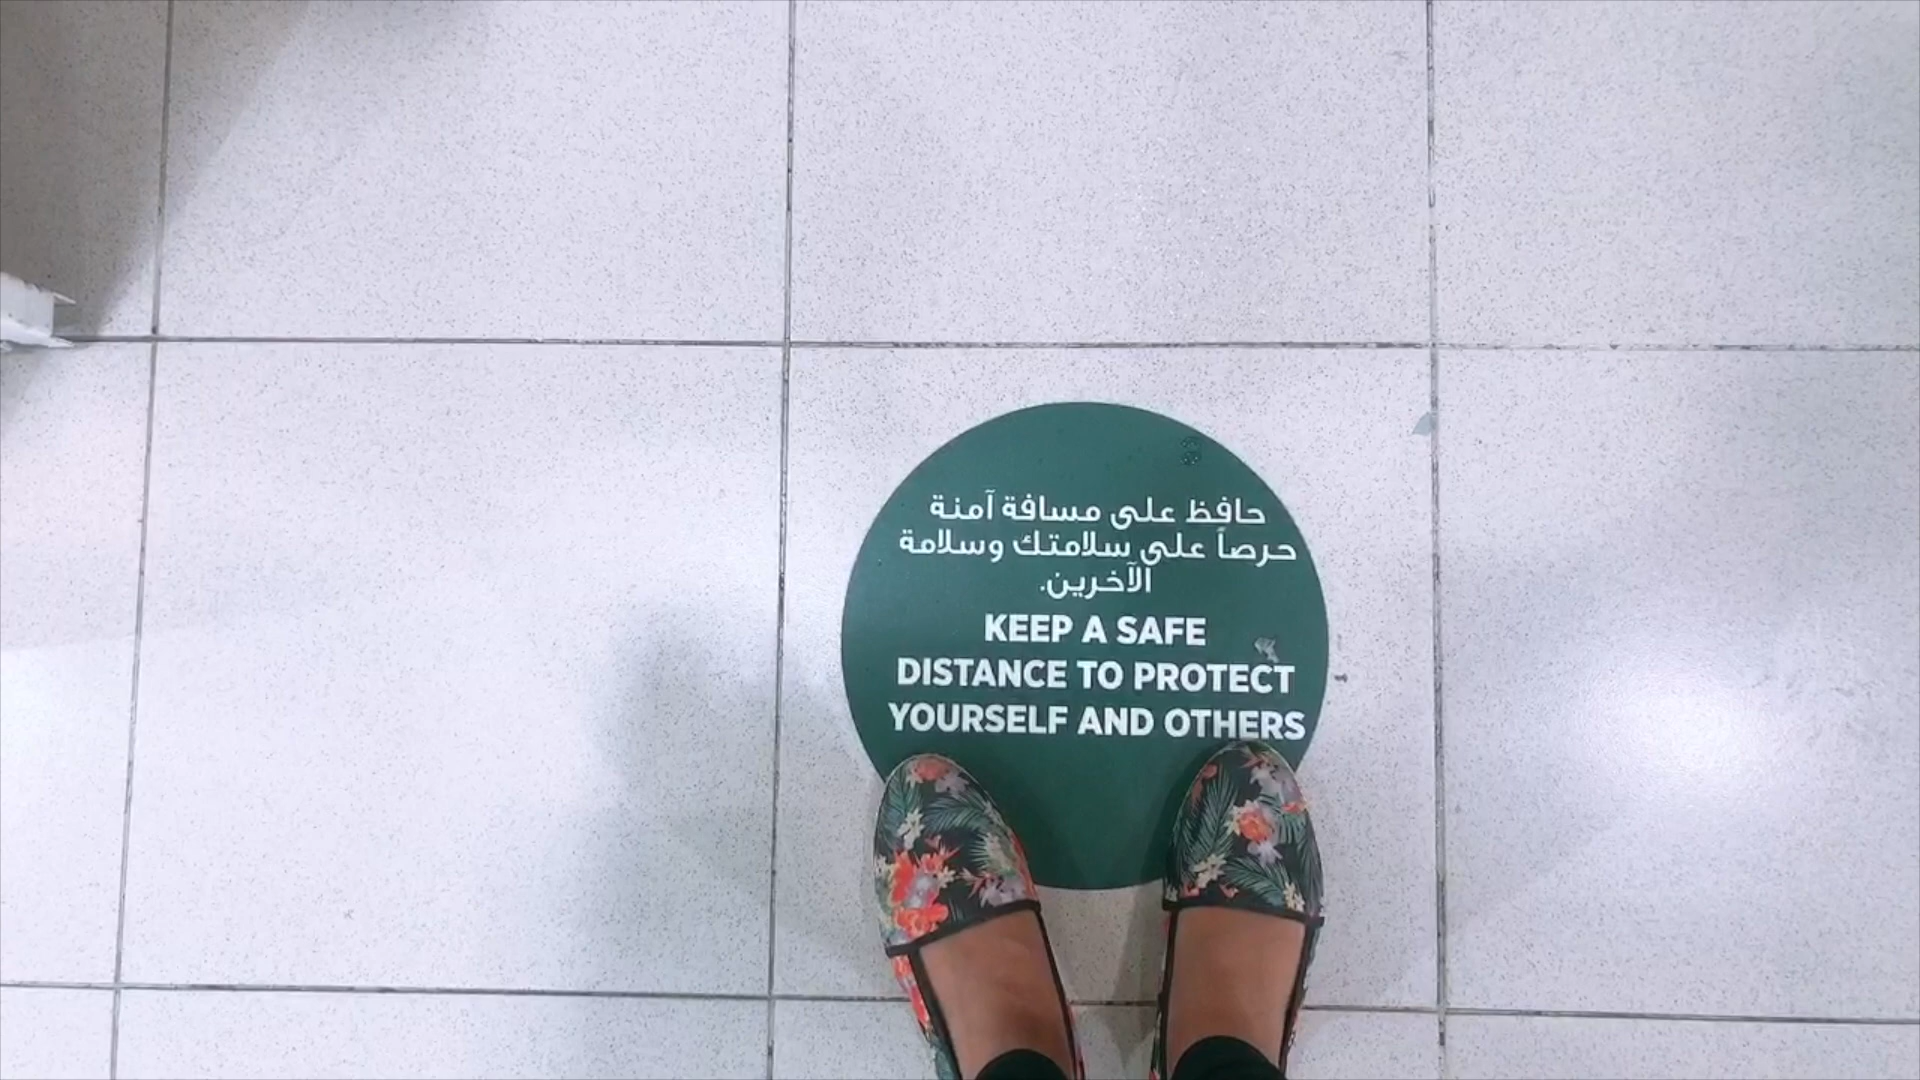 حافظ على مسافة آمنة
حرصاً على سلامتك وسلامة
الآخرين.
KEEP A SAFE
DISTANCE TO PROTECT
YOURSELF AND OTHERS